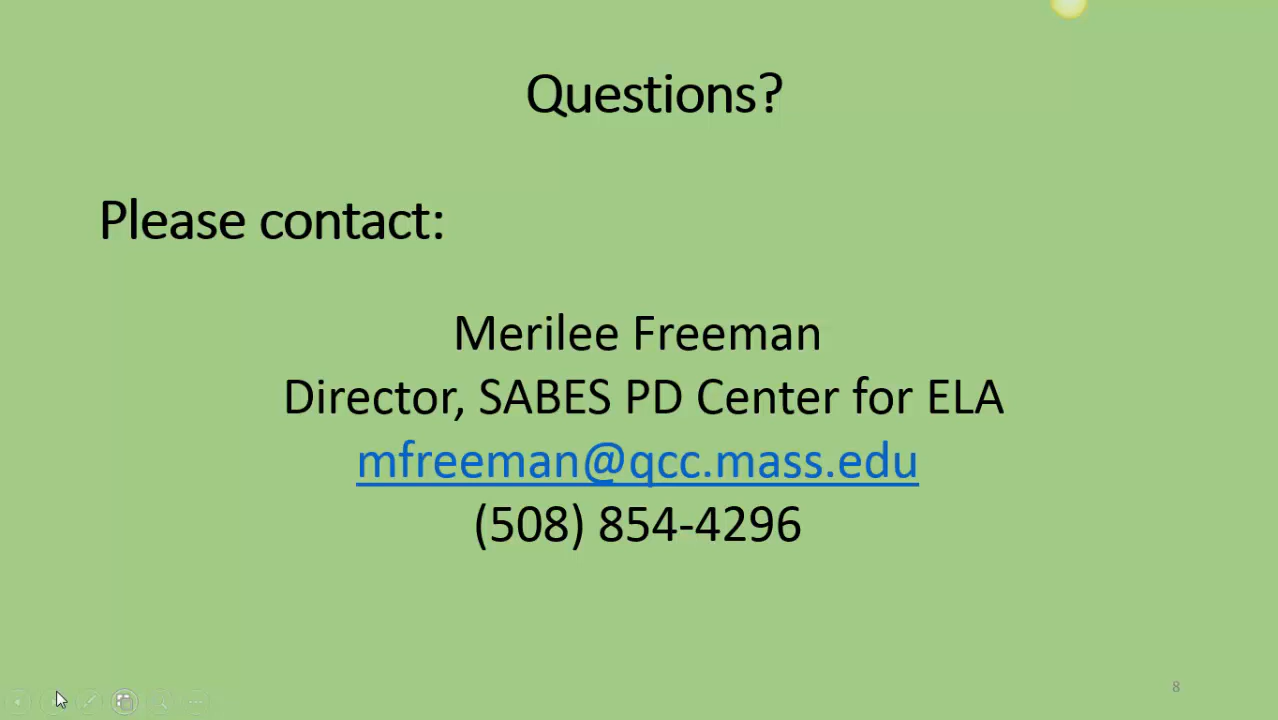 Questions?
Please contact:
Merilee Freeman
Director, SABES PD Center for ELA
mfreeman@qcc.mass.edu
(508) 854-4296
8